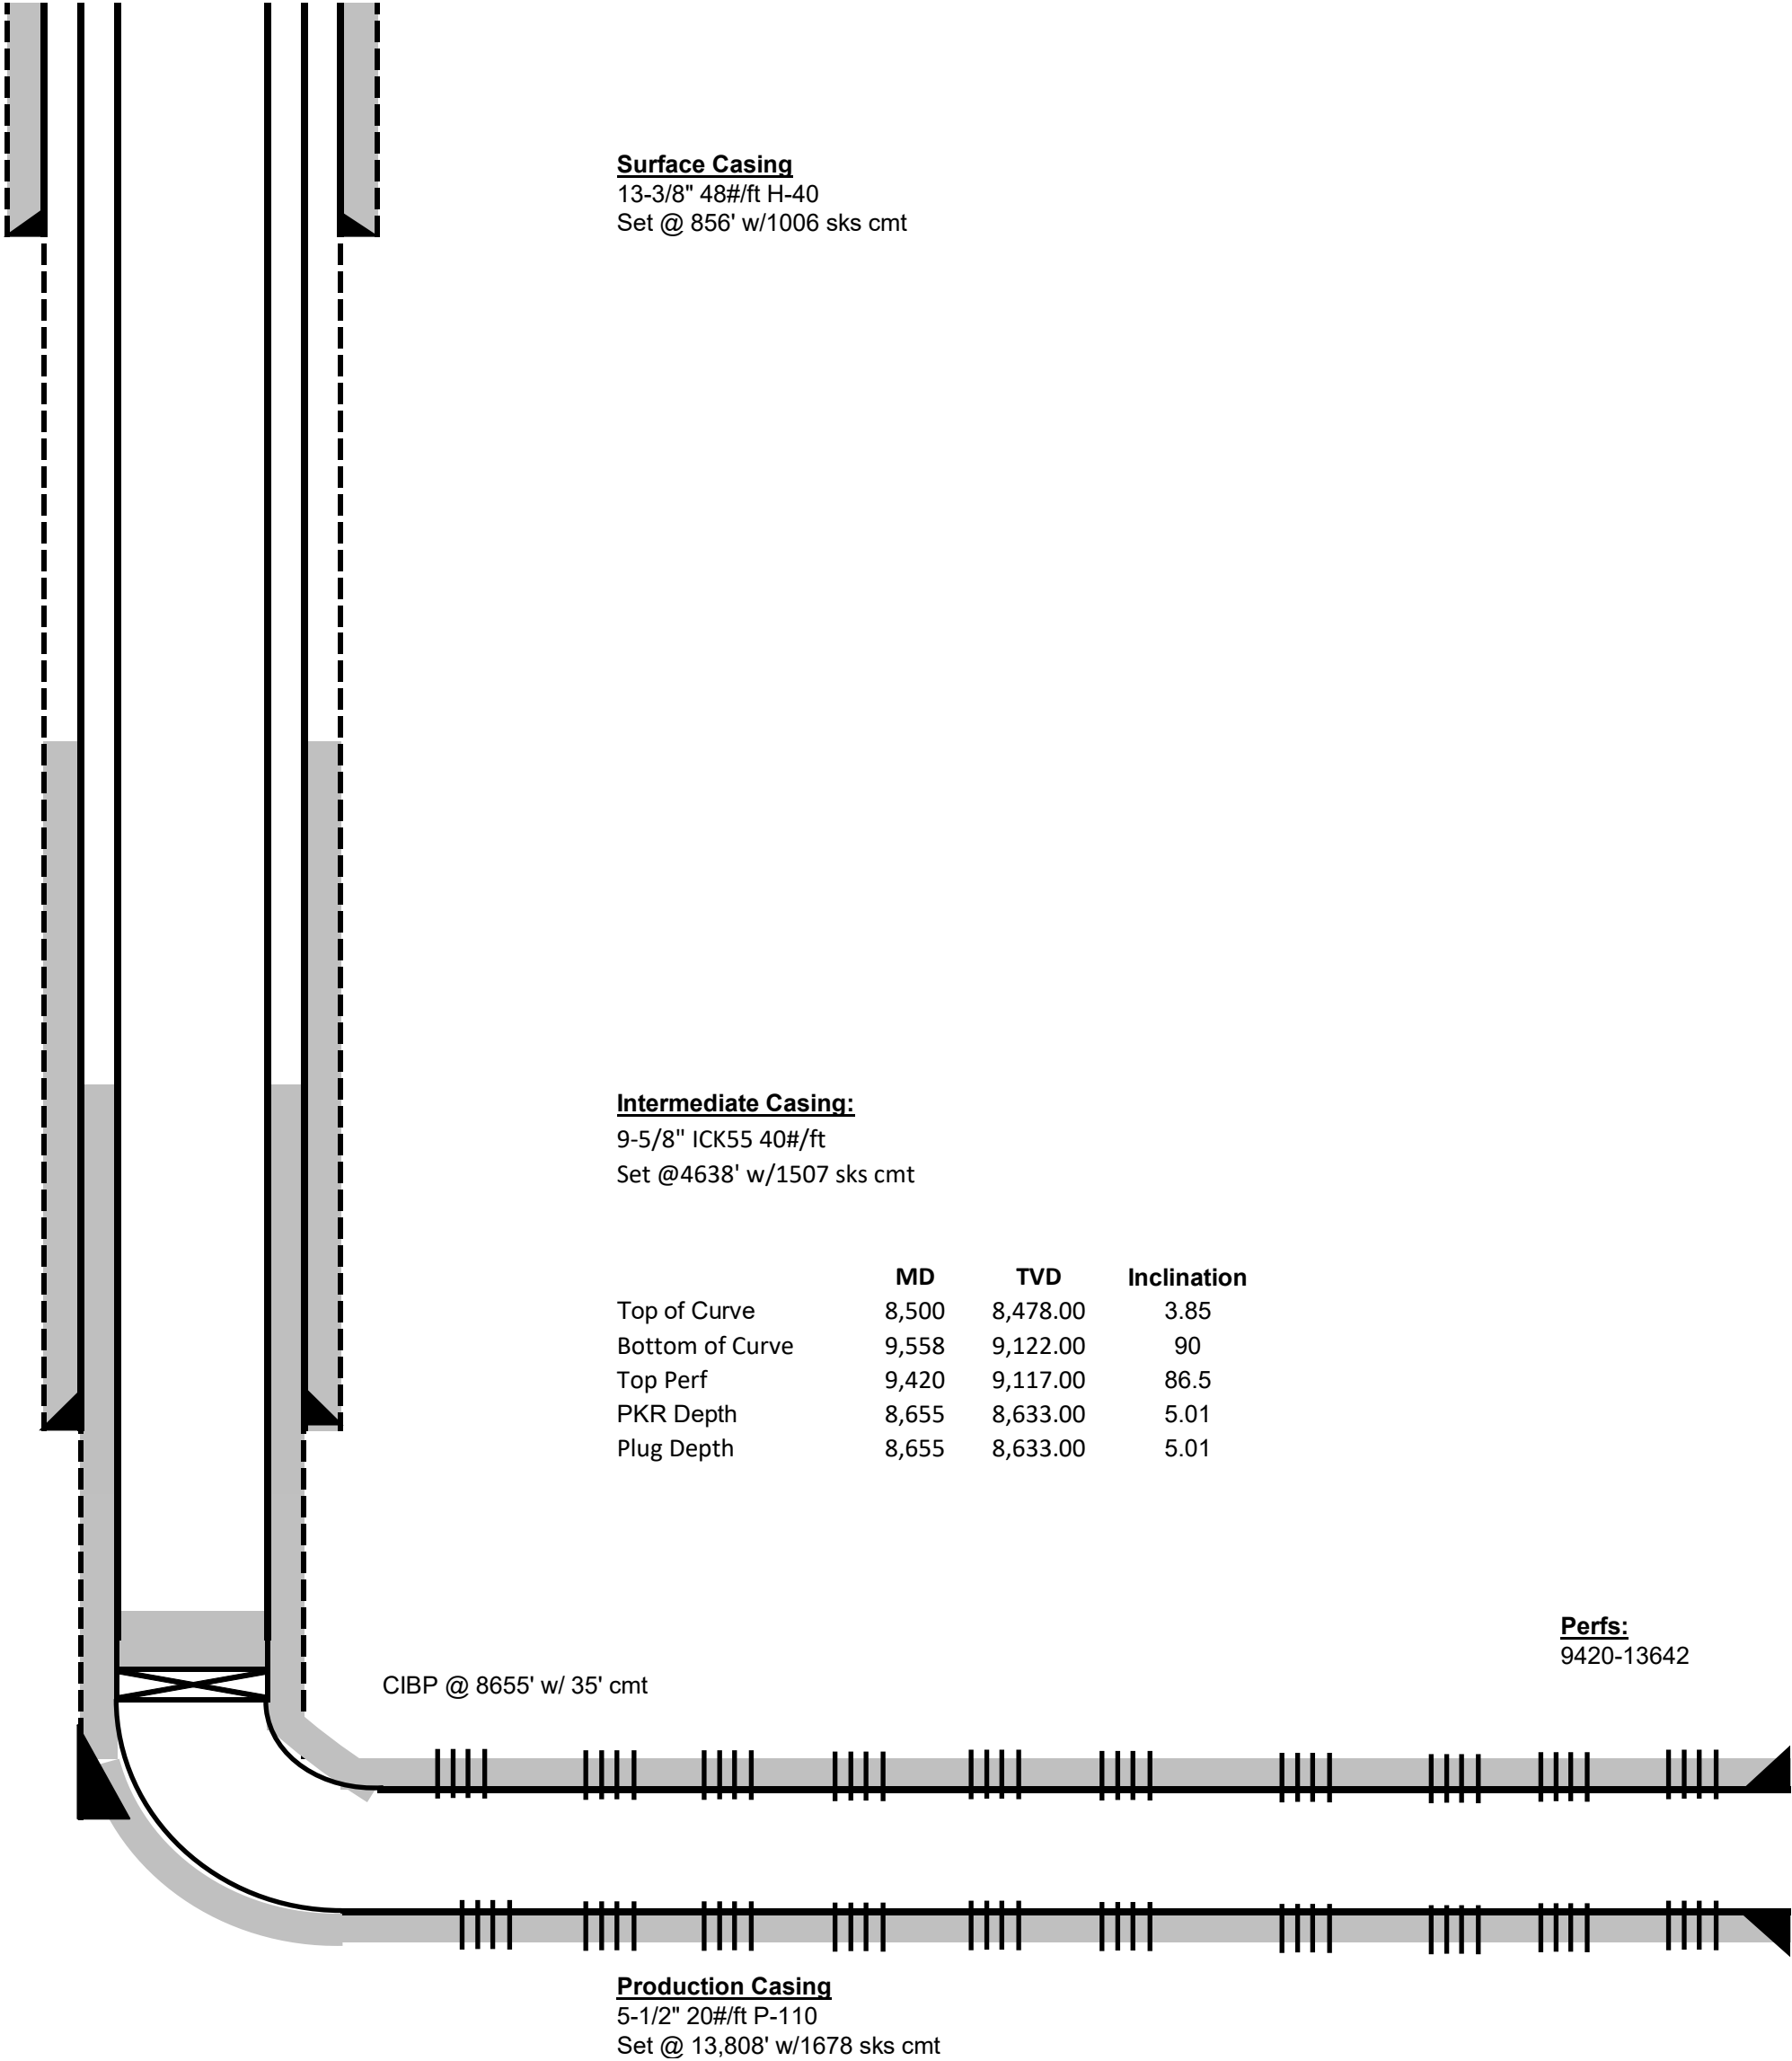 Surface Casing
13-3/8" 48#/ft H-40
Set @ 856' w/1006 sks cmt
Intermediate Casing:
9-5/8" ICK55 40#/ft
Set @4638' w/1507 sks cmt
MD TVD Inclination
Top of Curve 8,500 8,478.00 3.85
Bottom of Curve 9,558 9,122.00 90
Top Perf 9,420 9,117.00 86.5
PKR Depth 8,655 8,633.00 5.01
Plug Depth 8,655 8,633.00 5.01
Perfs:
9420-13642
CIBP @ 8655' w/ 35' cmt
Production Casing
5-1/2" 20#/ft P-110
Set @ 13,808' w/1678 sks cmt